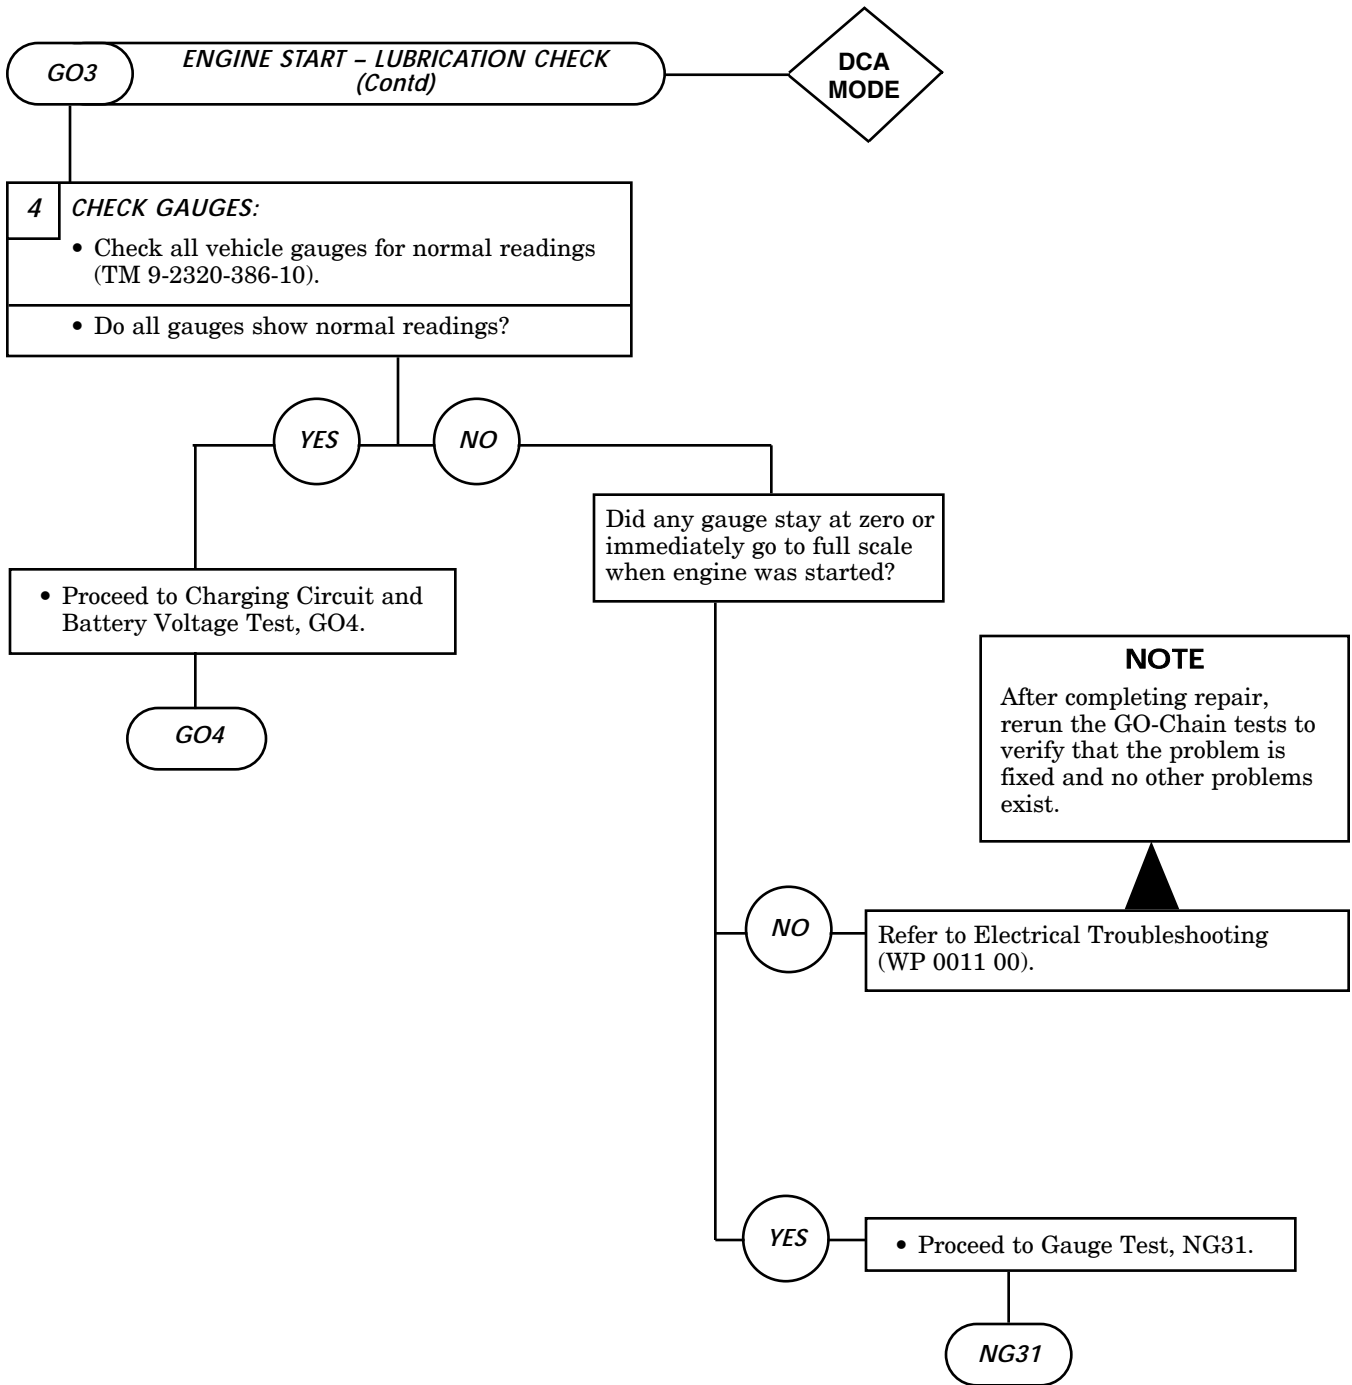 GO3
ENGINE START – LUBRICATION CHECK
(Contd)
DCA
MODE
4
CHECK GAUGES:
• Check all vehicle gauges for normal readings
(TM 9-2320-386-10).
• Do all gauges show normal readings?
YES
NO
Did any gauge stay at zero or
immediately go to full scale
when engine was started?
• Proceed to Charging Circuit and
Battery Voltage Test, GO4.
GO4
NOTE
After completing repair,
rerun the GO-Chain tests to
verify that the problem is
fixed and no other problems
exist.
NO
Refer to Electrical Troubleshooting
(WP 0011 00).
YES
• Proceed to Gauge Test, NG31.
NG31